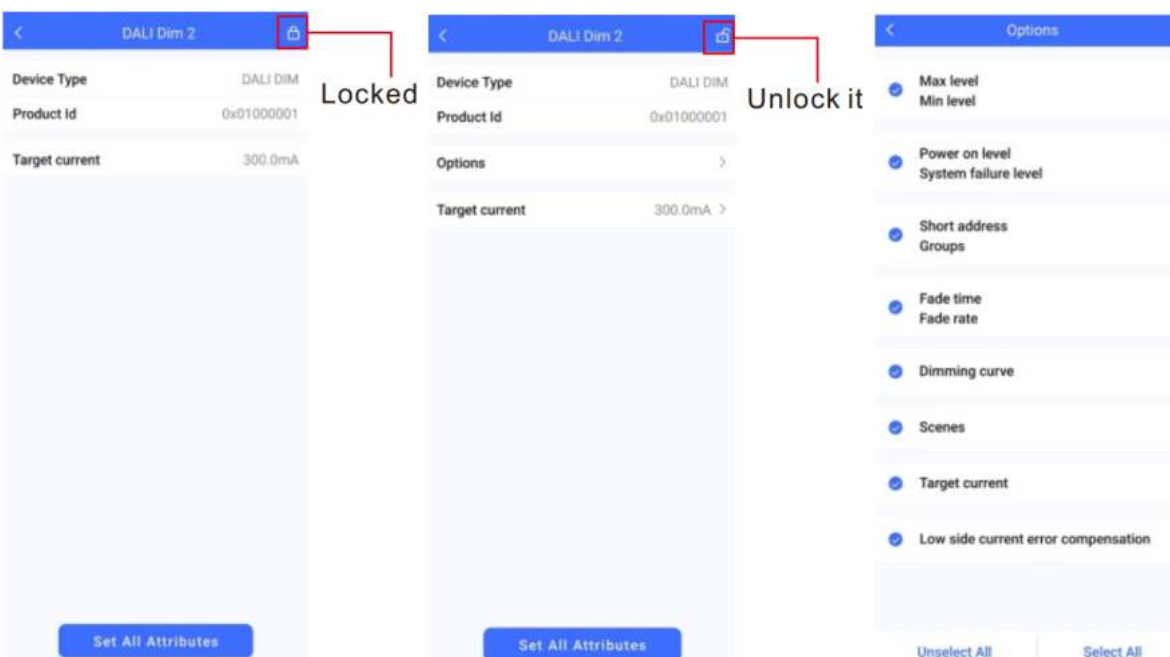 DALI Dim 2
Device Type DALI DIM
Product Id 0x01000001
Target current 300.0mA
Set All Attributes
Locked
DALI Dim 2
Device Type DALI DIM
Product Id 0x01000001
Options
Target current 300.0mA
Set All Attributes
Unlock it
Options
Max level
Min level
Power on level
System failure level
Short address
Groups
Fade time
Fade rate
Dimming curve
Scenes
Target current
Low side current error compensation
Unselect All Select All